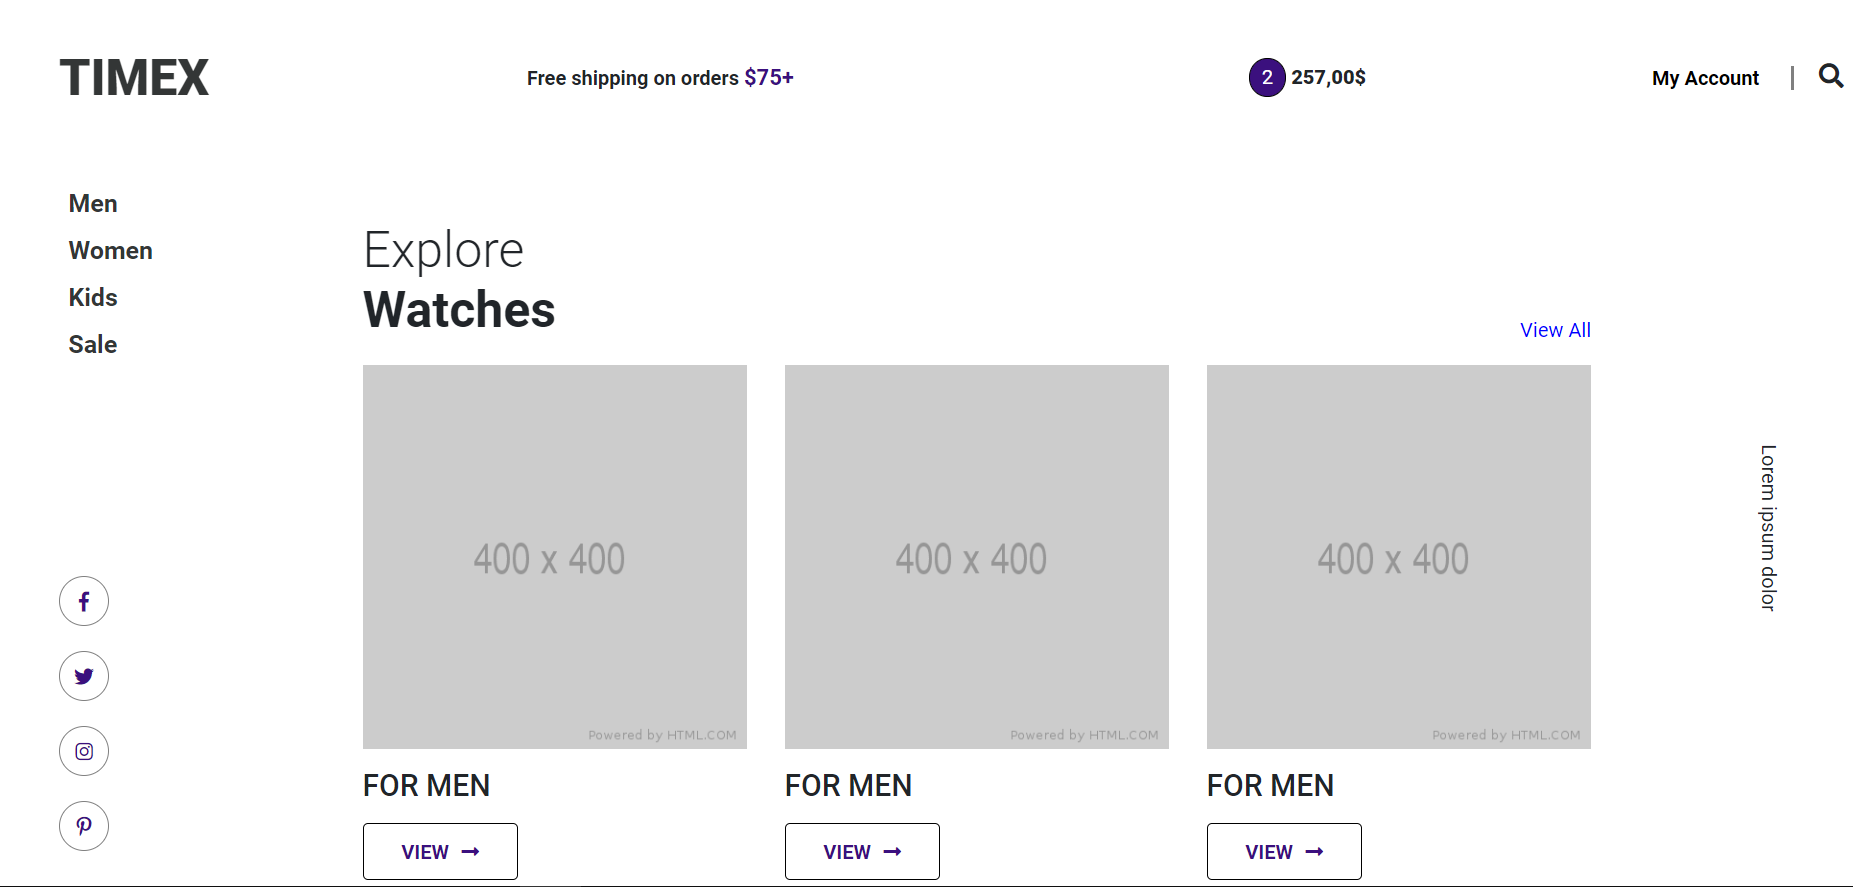 TIMEX
Free shipping on orders $75+
2 257,00$
My Account
Men
Women
Kids
Sale
Explore
Watches
View All
400 x 400
Powered by HTML.COM
400 x 400
Powered by HTML.COM
400 x 400
Powered by HTML.COM
Lorem ipsum dolor
FOR MEN
FOR MEN
FOR MEN
VIEW
VIEW
VIEW